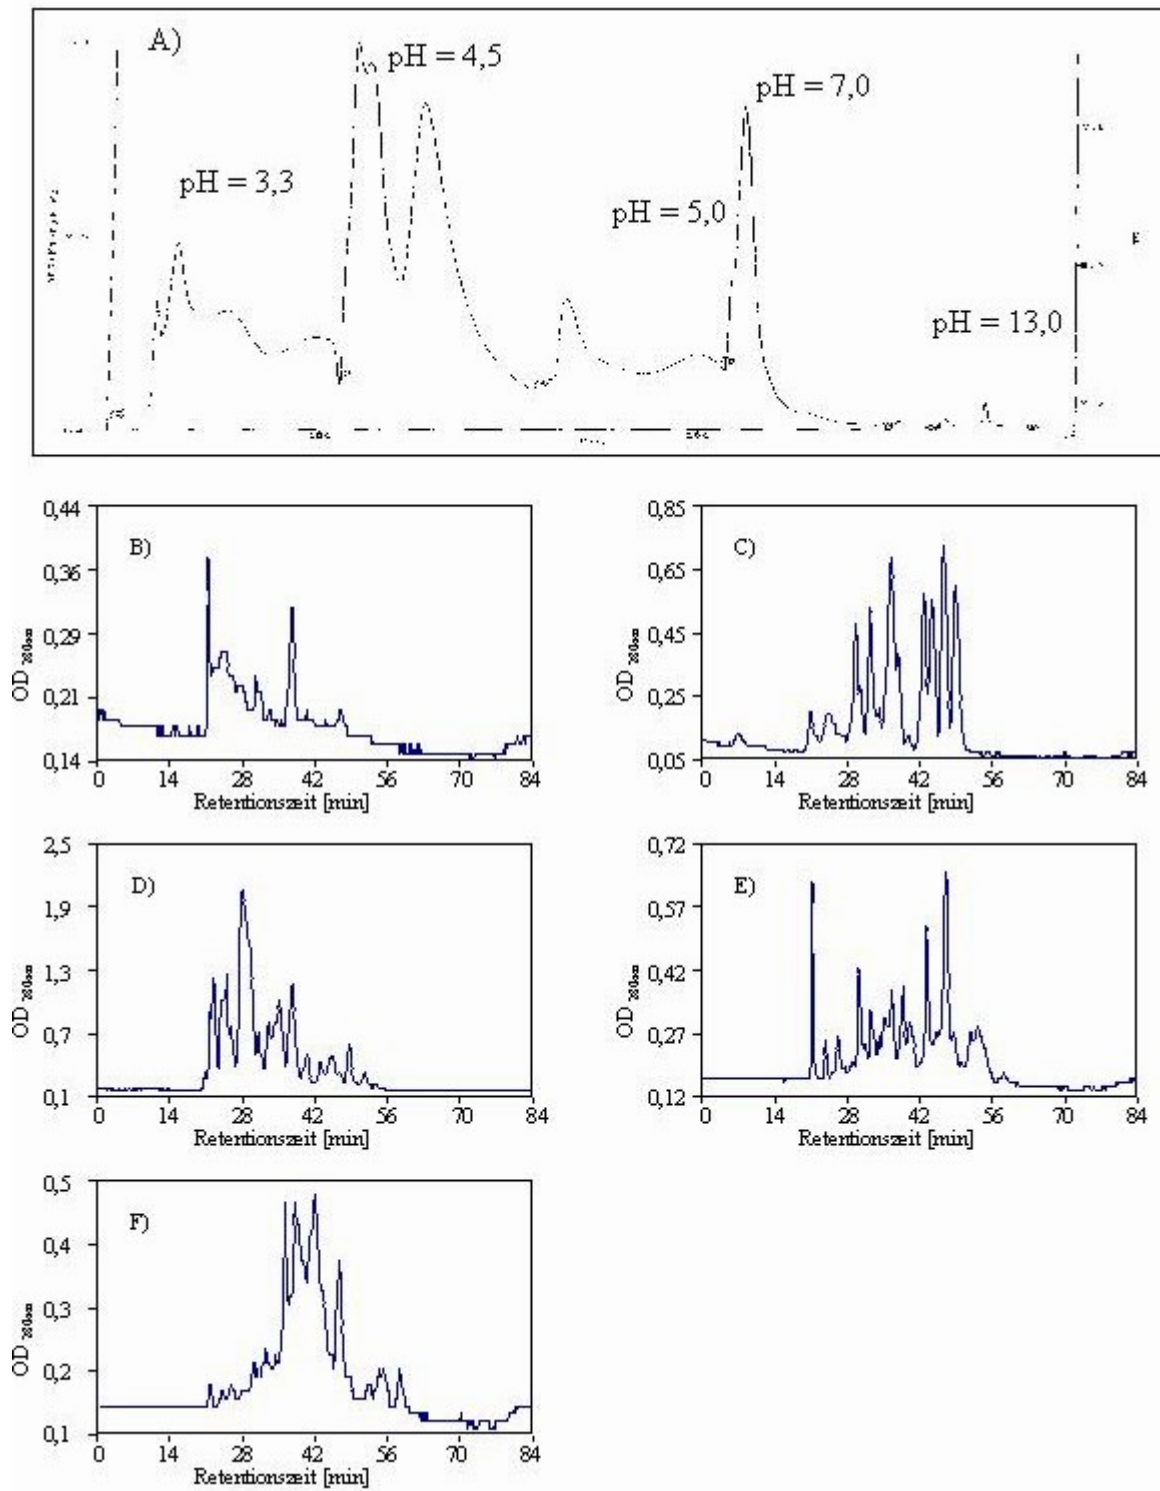 A)
pH = 4,5
pH = 7,0
pH = 3,3
pH = 5,0
pH = 13,0
B)
0,44
0,36
0,29
0,21
0,14
OD 280nm
0 14 28 42 56 70 84
Retentionszeit [min]
C)
0,85
0,65
0,45
0,25
0,05
OD 280nm
0 14 28 42 56 70 84
Retentionszeit [min]
D)
2,5
1,9
1,3
0,7
0,1
OD 280nm
0 14 28 42 56 70 84
Retentionszeit [min]
E)
0,72
0,57
0,42
0,27
0,12
OD 280nm
0 14 28 42 56 70 84
Retentionszeit [min]
F)
0,5
0,4
0,3
0,2
0,1
OD 280nm
0 14 28 42 56 70 84
Retentionszeit [min]